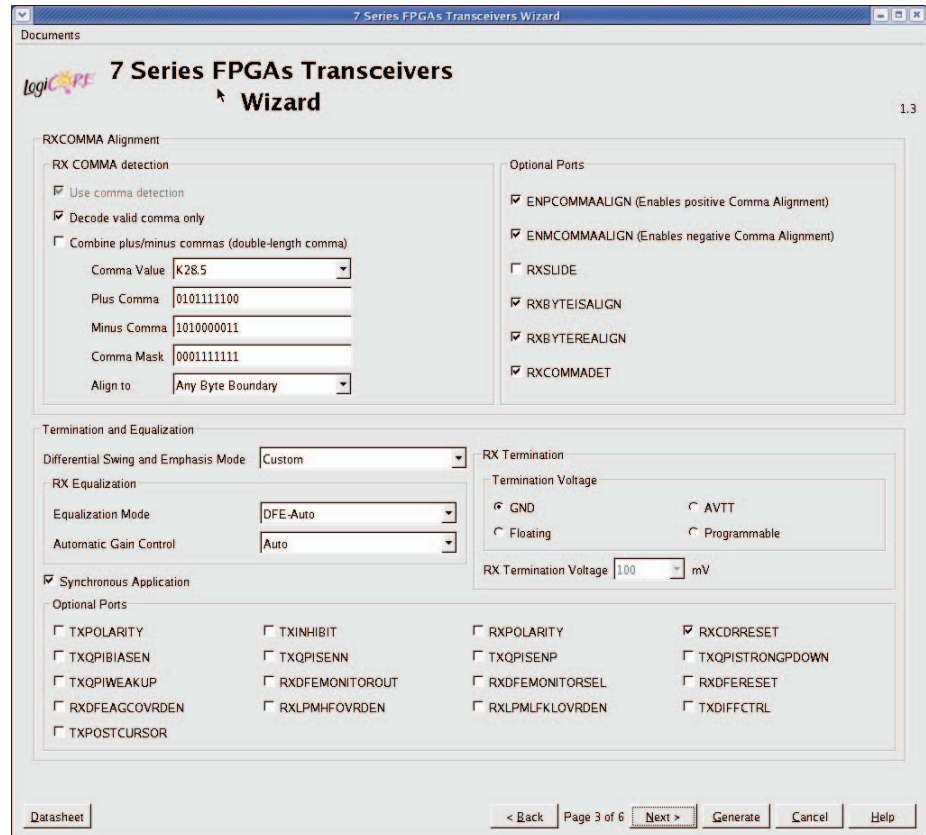 7 Series FPGAs Transceivers Wizard
Documents
logiCORE
7 Series FPGAs Transceivers
Wizard
1.3
RXCOMMA Alignment
RX COMMA detection
Use comma detection
Decode valid comma only
Combine plus/minus commas (double-length comma)
Comma Value K28.5
Plus Comma 0101111100
Minus Comma 1010000011
Comma Mask 0001111111
Align to Any Byte Boundary
Optional Ports
ENPCOMMAALIGN (Enables positive Comma Alignment)
ENMCOMMAALIGN (Enables negative Comma Alignment)
RXSLIDE
RXBYTEISALIGN
RXBYTEREALIGN
RXCOMMADET
Termination and Equalization
Differential Swing and Emphasis Mode Custom
RX Equalization
Equalization Mode DFE-Auto
Automatic Gain Control Auto
Synchronous Application
RX Termination
Termination Voltage
GND AVTT
Floating Programmable
RX Termination Voltage 100 mV
Optional Ports
TXPOLARITY TXINHIBIT RXPOLARITY RXCDRRESET
TXQPIBIASEN TXQPISENN TXQPISENP TXQPISTRONGPDOWN
TXQPIWEAKUP RXDFEMONITOROUT RXDFEMONITORSEL RXDFERESET
RXDFEAGCOVRDEN RXLPMHFOVRDEN RXLPMLFKLOVRDEN TXDIFFCTRL
TXPOSTCURSOR
Datasheet < Back Page 3 of 6 Next > Generate Cancel Help